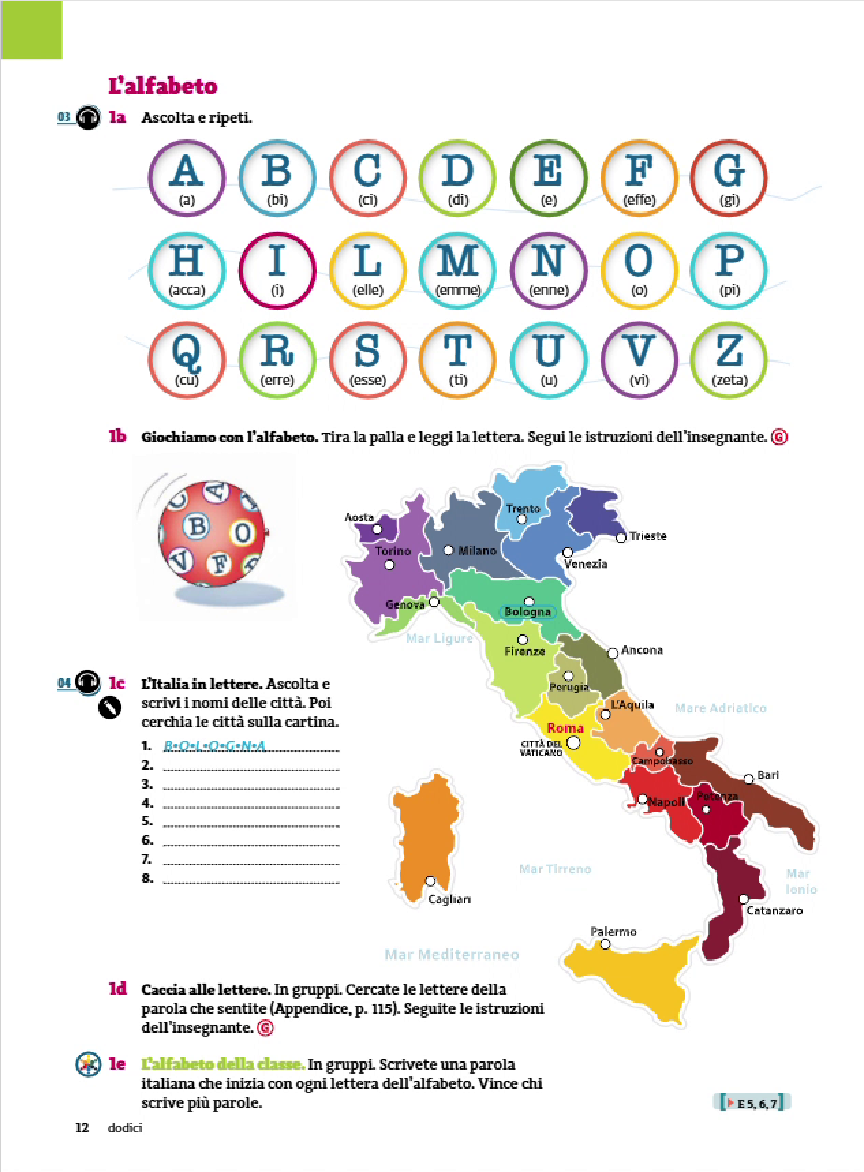 L'alfabeto
03 1a Ascolta e ripeti.
A B C D E F G
(a) (bi) (ci) (di) (e) (effe) (gi)
H I L M N O P
(acca) (i) (elle) (emme) (enne) (o) (pi)
Q R S T U V Z
(cu) (erre) (esse) (ti) (u) (vi) (zeta)
1b Giochiamo con l'alfabeto. Tira la palla e leggi la lettera. Segui le istruzioni dell'insegnante. G
A
B O
V F
Aosta
Trento
Trieste
Torino
Milano
Venezia
Genova
Bologna
Mar Ligure
Firenze
Ancona
Perugia
L'Aquila
Mare Adriatico
Roma
CITTÀ DEL
VATICANO
Campobasso
Bari
Napoli
Potenza
Mar Tirreno
Mar
Ionio
Cagliari
Catanzaro
Palermo
Mar Mediterraneo
04 1c L'Italia in lettere. Ascolta e
scrivi i nomi delle città. Poi
cerchia le città sulla cartina.
1. B•O•L•O•G•N•A
2.
3.
4.
5.
6.
7.
8.
1d Caccia alle lettere. In gruppi. Cercate le lettere della
parola che sentite (Appendice, p. 115). Seguite le istruzioni
dell'insegnante. G
1e L'alfabeto della classe. In gruppi. Scrivete una parola
italiana che inizia con ogni lettera dell'alfabeto. Vince chi
scrive più parole.
E 5, 6, 7
12 dodici